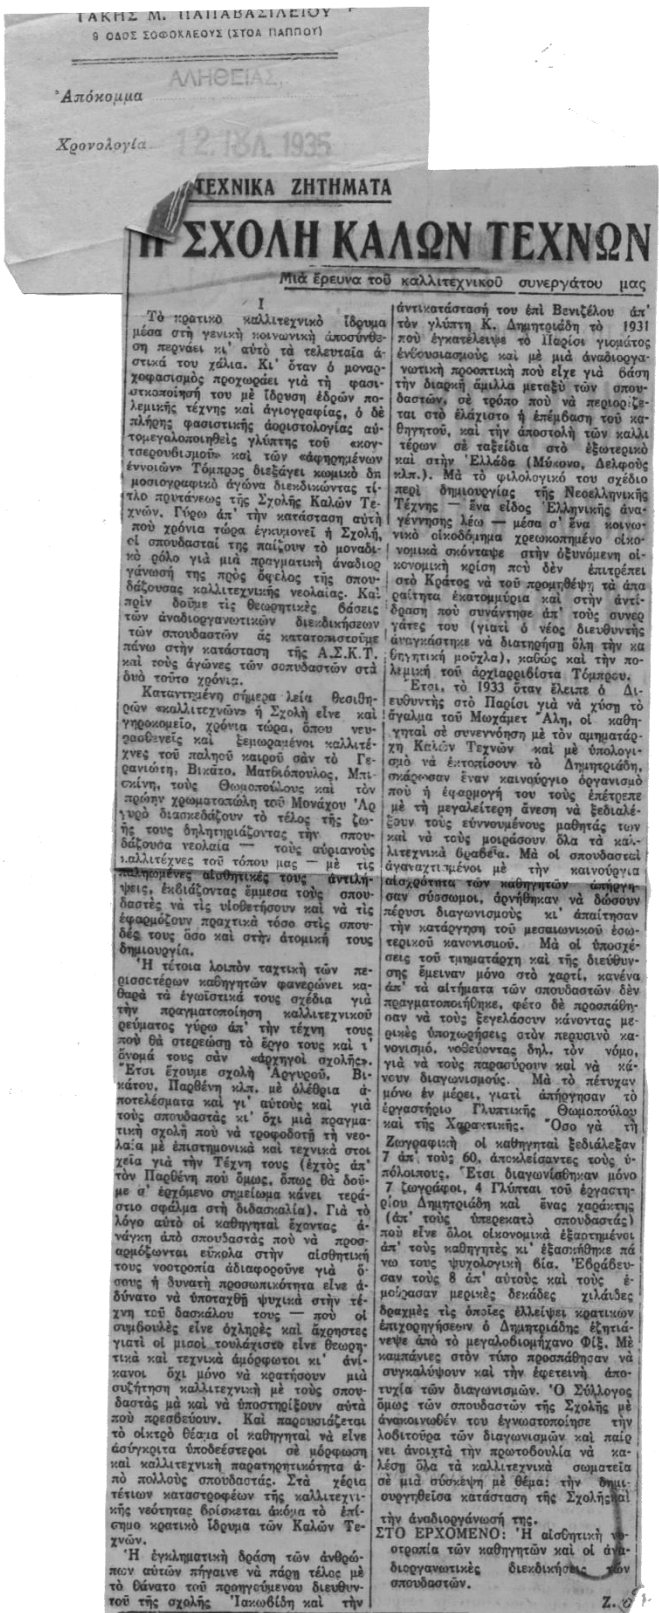 ΤΑΚΗΣ Μ. ΠΑΠΑΒΑΣΙΛΕΙΟΥ
9 ΟΔΟΣ ΣΟΦΟΚΛΕΟΥΣ (ΣΤΟΑ ΠΑΠΠΟΥ)
ΑΛΗΘΕΙΑΣ,
Ἀπόκομμα
Χρονολογία 12. ΙΟΥΛ. 1935
ΤΕΧΝΙΚΑ ΖΗΤΗΜΑΤΑ
Η ΣΧΟΛΗ ΚΑΛΩΝ ΤΕΧΝΩΝ
Μιὰ ἔρευνα τοῦ καλλιτεχνικοῦ συνεργάτου μας
Ι
Τὸ κρατικὸ καλλιτεχνικὸ ἵδρυμα
μέσα στὴ γενικὴ κοινωνικὴ ἀποσύνθε
ση περνάει κι' αὐτὸ τὰ τελευταῖα ἀ-
στικά του χάλια. Κι' ὅταν ὁ μοναρ-
χοφασισμὸς προχωράει γιὰ τὴ φασι-
στκοποίησή του μὲ ἵδρυση ἑδρῶν πο-
λεμικῆς τέχνης καὶ ἁγιογραφίας, ὁ δὲ
πλήρης φασιστικῆς ἀοριστολογίας αὐ-
τομεγαλοποιηθεὶς γλύπτης τοῦ «κον-
τσερουβισμοῦ» καὶ τῶν «ἀφηρημένων
ἐννοιῶν» Τόμπρος διεξάγει κωμικὸ δη
μοσιογραφικὸ ἀγῶνα διεκδικώντας τί-
τλο πρυτάνεως τῆς Σχολῆς Καλῶν Τε-
χνῶν. Γύρω ἀπ' τὴν κατάσταση αὐτὴ
ποὺ χρόνια τώρα ἐγκυμονεῖ ἡ Σχολή,
οἱ σπουδασταί της παίζουν τὸ μοναδι-
κὸ ρόλο γιὰ μιὰ πραγματικὴ ἀναδιορ
γάνωσή της πρὸς ὄφελος τῆς σπου-
δάζουσας καλλιτεχνικῆς νεολαίας. Καὶ
πρὶν δοῦμε τὶς θεωρητικὲς βάσεις
τῶν ἀναδιοργανωτικῶν διεκδικήσεων
τῶν σπουδαστῶν ἂς κατατοπιστοῦμε
πάνω στὴν κατάσταση τῆς Α.Σ.Κ.Τ.
καὶ τοὺς ἀγῶνες τῶν σοπυδαστῶν στὰ
δυὸ τοῦτο χρόνια.
Καταντημένη σήμερα λεία θεσιθη-
ρῶν «καλλιτεχνῶν» ἡ Σχολὴ εἶνε καὶ
γηροκομεῖο, χρόνια τώρα, ὅπου νευ-
ρασθενεῖς καὶ ξεμωραμένοι καλλιτέ-
χνες τοῦ παληοῦ καιροῦ σὰν τὸ Γε-
ρανιώτη, Βικάτο, Ματθιόπουλος, Μπι-
σκίνη, τοὺς Θωμοπούλους καὶ τὸν
πρώην χρωματοπώλη τοῦ Μονάχου Ἀρ
γυρὸ διασκεδάζουν τὸ τέλος τῆς ζω-
ῆς τους δηλητηριάζοντας τὴν σπου-
δάζουσα νεολαία — τοὺς αὐριανοὺς
καλλιτέχνες τοῦ τόπου μας — μὲ τὶς
παληωμένες αἰσθητικές τους ἀντιλή-
ψεις, ἐκβιάζοντας ἔμμεσα τοὺς σπου-
δαστὲς νὰ τὶς υἱοθετήσουν καὶ νὰ τὶς
ἐφαρμόζουν πραχτικὰ τόσο στὶς σπου-
δές τους ὅσο καὶ στὴν ἀτομική τους
δημιουργία.
Ἡ τέτοια λοιπὸν ταχτικὴ τῶν πε-
ρισσετέρων καθηγητῶν φανερώνει κα-
θαρὰ τὰ ἐγωϊστικά τους σχέδια γιὰ
τὴν πραγματοποίηση καλλιτεχνικοῦ
ρεύματος γύρω ἀπ' τὴν τέχνη τους
ποὺ θὰ στερεώση τὸ ἔργο τους καὶ τ'
ὄνομά τους σὰν «ἀρχηγοὶ σχολῆς».
Ἔτσι ἔχουμε σχολὴ Ἀργυροῦ, Βι-
κάτου, Παρθένη κλπ. μὲ ὀλέθρια ἀ-
ποτελέσματα καὶ γι' αὐτοὺς καὶ γιὰ
τοὺς σπουδαστὰς κι' ὄχι μιὰ πραγμα-
τικὴ σχολὴ ποὺ νὰ τροφοδοτῆ τὴ νεο-
λαία μὲ ἐπιστημονικὰ καὶ τεχνικὰ στοι
χεῖα γιὰ τὴν Τέχνη τους (ἐχτὸς ἀπ'
τὸν Παρθένη ποὺ ὅμως, ὅπως θὰ δοῦ-
με σ' ἐρχόμενο σημείωμα κάνει τερά-
στιο σφάλμα στὴ διδασκαλία). Γιὰ τὸ
λόγο αὐτὸ οἱ καθηγηταὶ ἔχοντας ἀ-
νάγκη ἀπὸ σπουδαστὰς ποὺ νὰ προσ-
αρμόζωνται εὔκολα στὴν αἰσθητική
τους νοοτροπία ἀδιαφοροῦνε γιὰ ὅ-
σους ἡ δυνατὴ προσωπικότητα εἶνε ἀ-
δύνατο νὰ ὑποταχθῆ ψυχικὰ στὴν τέ-
χνη τοῦ δασκάλου τους — ποὺ οἱ
συμβουλές εἶνε ὀχληρὲς καὶ ἄχρηστες
γιατὶ οἱ μισοὶ τουλάχιστο εἶνε θεωρη-
τικὰ καὶ τεχνικὰ ἀμόρφωτοι κι' ἀνί-
κανοι ὄχι μόνο νὰ κρατήσουν μιὰ
συζήτηση καλλιτεχνικὴ μὲ τοὺς σπου-
δαστὰς μὰ καὶ νὰ ὑποστηρίξουν αὐτὰ
ποὺ πρεσβεύουν. Καὶ παρουσιάζεται
τὸ οἰκτρὸ θέαμα οἱ καθηγηταὶ νὰ εἶνε
ἀσύγκριτα ὑποδεέστεροι σὲ μόρφωση
καὶ καλλιτεχνικὴ παρατηρητικότητα ἀ-
πὸ πολλοὺς σπουδαστάς. Στὰ χέρια
τέτιων καταστροφέων τῆς καλλιτεχνι-
κῆς νεότητας βρίσκεται ἀκόμα τὸ ἐπί-
σημο κρατικὸ ἵδρυμα τῶν Καλῶν Τε-
χνῶν.
Ἡ ἐγκληματικὴ δράση τῶν ἀνθρώ-
πων αὐτῶν πήγαινε νὰ πάρη τέλος μὲ
τὸ θάνατο τοῦ προηγούμενου διευθυν-
τοῦ τῆς σχολῆς Ἰακωβίδη καὶ τὴν
ἀντικατάστασή του ἐπὶ Βενιζέλου ἀπ'
τὸν γλύπτη Κ. Δημητριάδη τὸ 1931
ποὺ ἐγκατέλειψε τὸ Παρίσι γιομάτος
ἐνθουσιασμοὺς καὶ μὲ μιὰ ἀναδιοργα-
νωτικὴ προοπτικὴ ποὺ εἶχε γιὰ βάση
τὴν διαρκῆ ἅμιλλα μεταξὺ τῶν σπου-
δαστῶν, σὲ τρόπο ποὺ νὰ περιορίζε-
ται στὸ ἐλάχιστο ἡ ἐπέμβαση τοῦ κα-
θηγητοῦ, καὶ τὴν ἀποστολὴ τῶν καλλι
τέρων σὲ ταξείδια στὸ ἐξωτερικὸ
καὶ στὴν Ἑλλάδα (Μύκονο, Δελφοὺς
κλπ.). Μὰ τὸ φιλολογικό του σχέδιο
περὶ δημιουργίας τῆς Νεοελληνικῆς
Τέχνης — ἕνα εἶδος Ἑλληνικῆς ἀνα-
γέννησης λέω — μέσα σ' ἕνα κοινω-
νικὸ οἰκοδόμημα χρεωκοπημένο οἰκο-
νομικὰ σκόνταψε στὴν ὀξυνόμενη οἰ-
κονομικὴ κρίση ποὺ δὲν ἐπιτρέπει
στὸ Κράτος νὰ τοῦ προμηθέψη τὰ ἀπα
ραίτητα ἑκατομμύρια καὶ στὴν ἀντί-
δραση ποὺ συνάντησε ἀπ' τοὺς συνερ
γάτες του (γιατὶ ὁ νέος διευθυντὴς
ἀναγκάστηκε νὰ διατηρήση ὅλη τὴν κα
θηγητικὴ μούχλα), καθὼς καὶ τὴν πο-
λεμικὴ τοῦ ἀρχιαρριβίστα Τόμπρου.
Ἔτσι, τὸ 1933 ὅταν ἔλειπε ὁ Δι-
ευθυντὴς στὸ Παρίσι γιὰ νὰ χύση τὸ
ἄγαλμα τοῦ Μωχάμετ Ἄλη, οἱ καθη-
γηταὶ σὲ συνεννόηση μὲ τὸν αμηματάρ-
χη Καλῶν Τεχνῶν καὶ μὲ ὑπολογι-
σμὸ νὰ ἐκτοπίσουν τὸ Δημητριάδη,
σκάρωσαν ἕναν καινούργιο ὀργανισμὸ
ποὺ ἡ ἐφαρμογή του τοὺς ἐπέτρεπε
μὲ τὴ μεγαλείτερη ἄνεση νὰ ξεδιαλέ-
ξουν τοὺς εὐννουμένους μαθητάς των
καὶ νὰ τοὺς μοιράσουν ὅλα τὰ καλ-
λιτεχνικὰ βραβεῖα. Μὰ οἱ σπουδασταὶ
ἀγαναχτισμένοι μὲ τὴν καινούργια
αἰσχρότητα τῶν καθηγητῶν ἀπήργη-
σαν σύσσωμοι, ἀρνήθηκαν νὰ δώσουν
πέρυσι διαγωνισμοὺς κι' ἀπαίτησαν
τὴν κατάργηση τοῦ μεσαιωνικοῦ ἐσω-
τερικοῦ κανονισμοῦ. Μὰ οἱ ὑποσχέ-
σεις τοῦ τμηματάρχη καὶ τῆς διεύθυν-
σης ἔμειναν μόνο στὸ χαρτί, κανένα
ἀπ' τὰ αἰτήματα τῶν σπουδαστῶν δὲν
πραγματοποιήθηκε, φέτο δὲ προσπάθη-
σαν νὰ τοὺς ξεγελάσουν κάνοντας με-
ρικὲς ὑποχωρήσεις στὸν περυσινὸ κα-
νονισμό, νοθεύοντας δηλ. τὸν νόμο,
γιὰ νὰ τοὺς παρασύρουν καὶ νὰ κά-
νουν διαγωνισμούς. Μὰ τὸ πέτυχαν
μόνο ἐν μέρει, γιατὶ ἀπήργησαν τὸ
ἐργαστήριο Γλυπτικῆς Θωμοπούλου
καὶ τῆς Χαρακτικῆς. Ὅσο γὰ τὴ
Ζωγραφικὴ οἱ καθηγηταὶ ξεδιάλεξαν
7 ἀπ' τοὺς 60, ἀποκλείσαντες τοὺς ὑ-
πόλοιπους. Ἔτσι διαγωνίσθηκαν μόνο
7 ζωγράφοι, 4 Γλύπται τοῦ ἐργαστη-
ρίου Δημητριάδη καὶ ἕνας χαράκτης
(ἀπ' τοὺς ὑπερεκατὸ σπουδαστὰς)
ποὺ εἶνε ὅλοι οἰκονομικὰ ἐξαρτημένοι
ἀπ' τοὺς καθηγητὲς κι' ἐξασκήθηκε πά
νω τους ψυχολογικὴ βία. Ἐβράβευ-
σαν τοὺς 8 ἀπ' αὐτοὺς καὶ τοὺς ἐ-
μοίρασαν μερικὲς δεκάδες χιλιάδες
δραχμὲς τὶς ὁποῖες ἐλλείψει κρατικῶν
ἐπιχορηγήσεων ὁ Δημητριάδης ἐζητιά-
νεψε ἀπὸ τὸ μεγαλοβιομήχανο Φίξ. Μὲ
καμπάνιες στὸν τύπο προσπάθησαν νὰ
συγκαλύψουν καὶ τὴν ἐφετεινὴ ἀπο-
τυχία τῶν διαγωνισμῶν. Ὁ Σύλλογος
ὅμως τῶν σπουδαστῶν τῆς Σχολῆς μὲ
ἀνακοινωθέν του ἐγνωστοποίησε τὴν
λοβιτούρα τῶν διαγωνισμῶν καὶ παίρ
νει ἀνοιχτὰ τὴν πρωτοβουλία νὰ κα-
λέση ὅλα τὰ καλλιτεχνικὰ σωματεῖα
σὲ μιὰ σύσκεψη μὲ θέμα: τὴν δημι-
ουργηθεῖσα κατάσταση τῆς Σχολῆς καὶ
τὴν ἀναδιοργάνωσή της.
ΣΤΟ ΕΡΧΟΜΕΝΟ: Ἡ αἰσθητικὴ νο-
οτροπία τῶν καθηγητῶν καὶ οἱ ἀνα-
διοργανωτικὲς διεκδικήσεις τῶν
σπουδαστῶν.
Ζ.